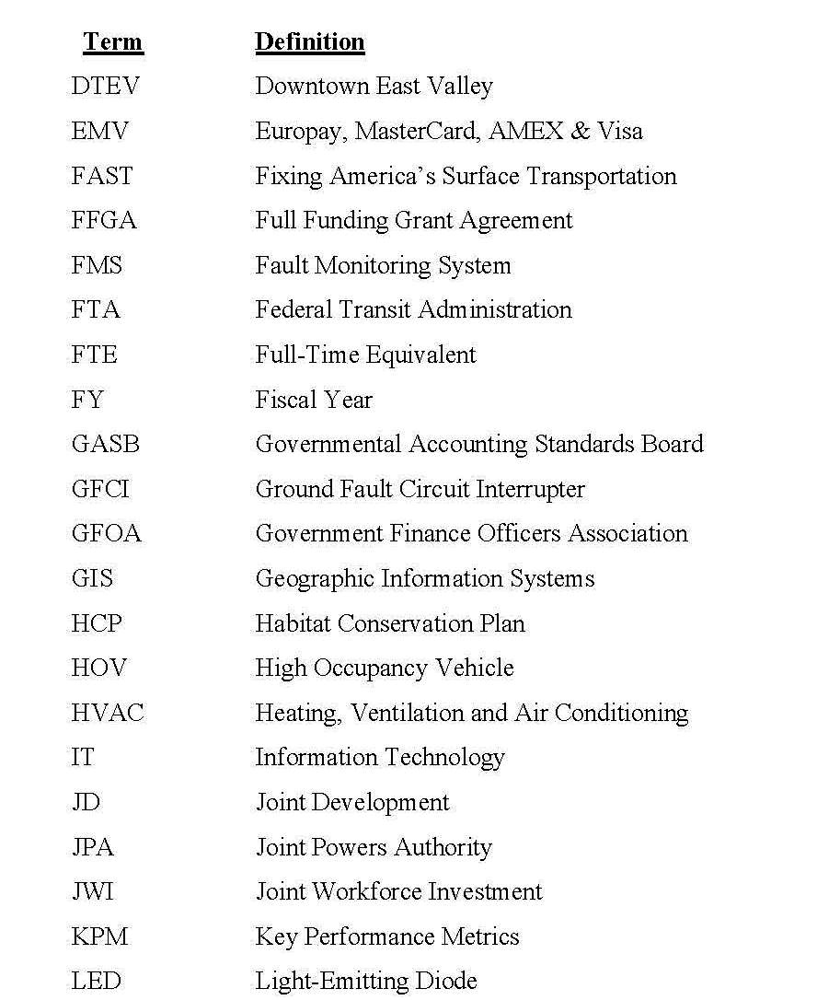 Term Definition
DTEV Downtown East Valley
EMV Europay, MasterCard, AMEX & Visa
FAST Fixing America’s Surface Transportation
FFGA Full Funding Grant Agreement
FMS Fault Monitoring System
FTA Federal Transit Administration
FTE Full-Time Equivalent
FY Fiscal Year
GASB Governmental Accounting Standards Board
GFCI Ground Fault Circuit Interrupter
GFOA Government Finance Officers Association
GIS Geographic Information Systems
HCP Habitat Conservation Plan
HOV High Occupancy Vehicle
HVAC Heating, Ventilation and Air Conditioning
IT Information Technology
JD Joint Development
JPA Joint Powers Authority
JWI Joint Workforce Investment
KPM Key Performance Metrics
LED Light-Emitting Diode